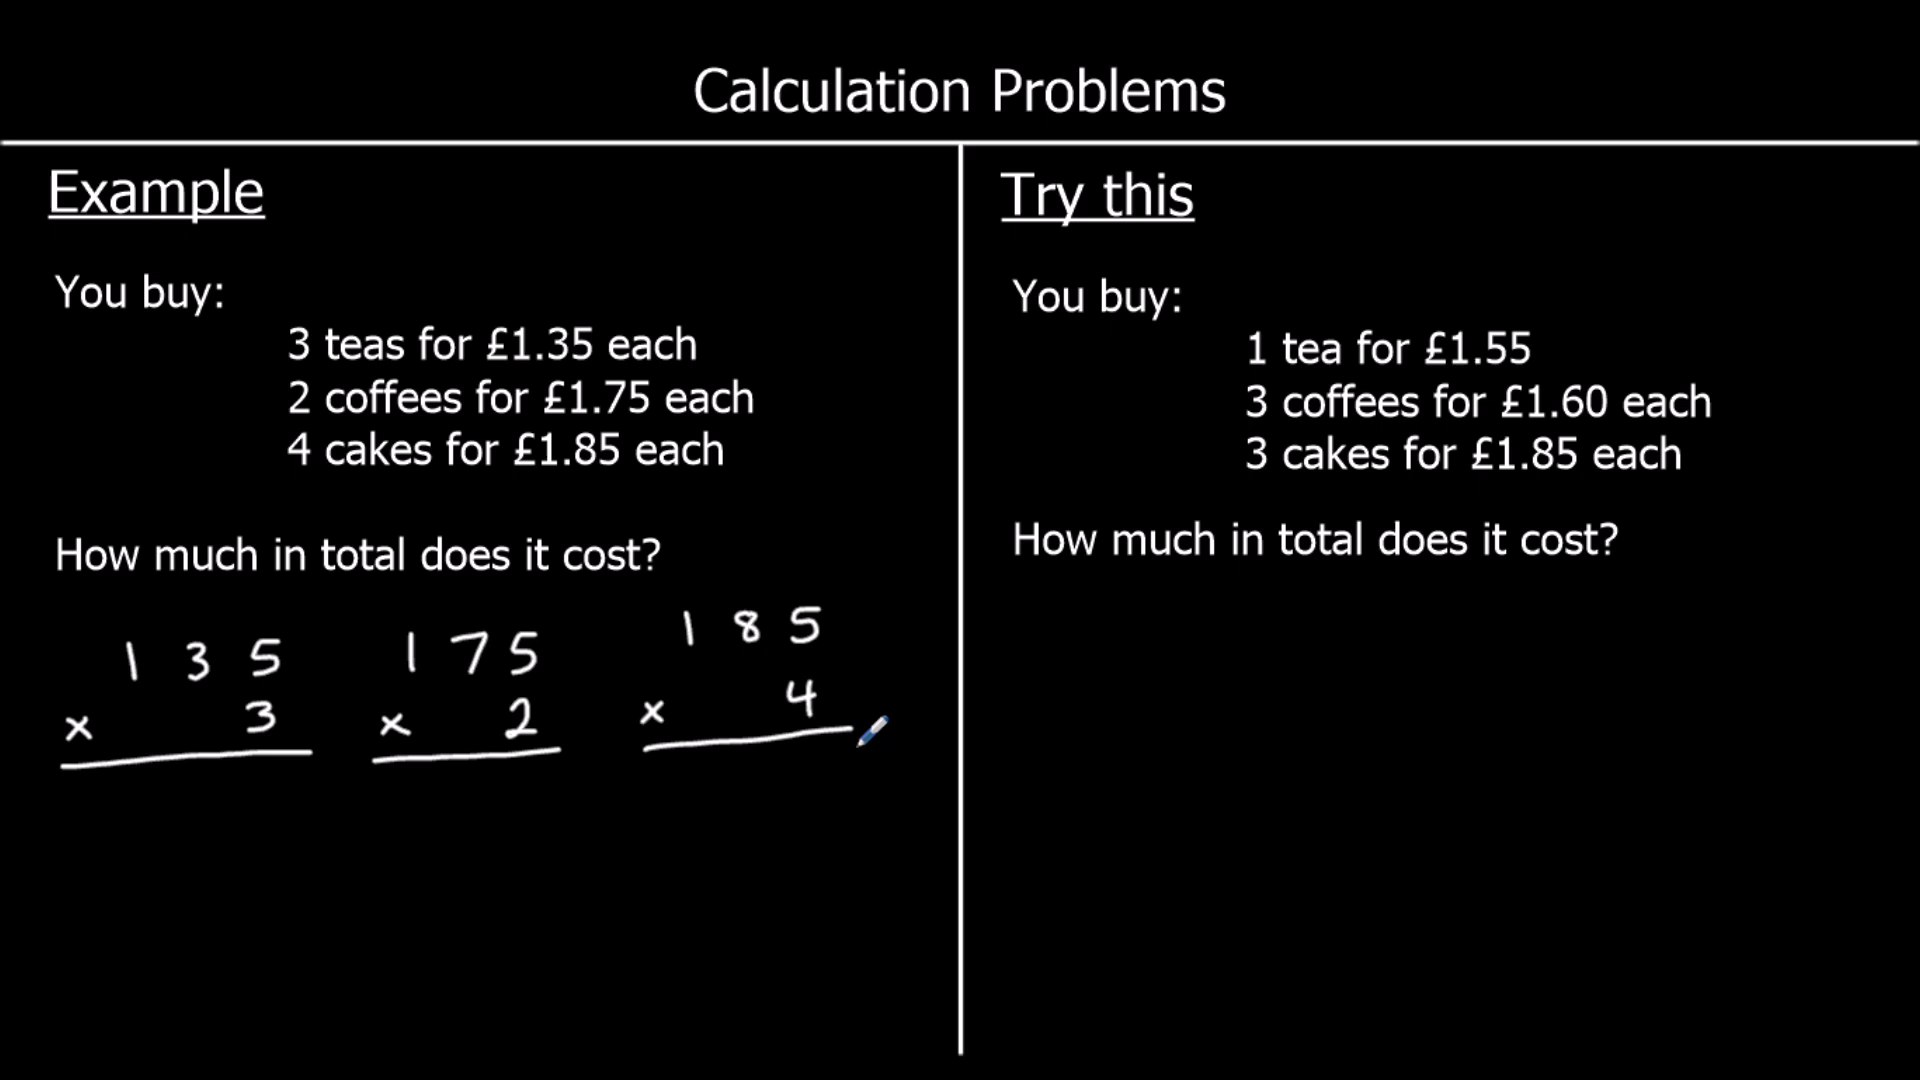 Calculation Problems
Example
You buy:
3 teas for £1.35 each
2 coffees for £1.75 each
4 cakes for £1.85 each
How much in total does it cost?
1 3 5
x 3
1 7 5
x 2
1 8 5
x 4
Try this
You buy:
1 tea for £1.55
3 coffees for £1.60 each
3 cakes for £1.85 each
How much in total does it cost?